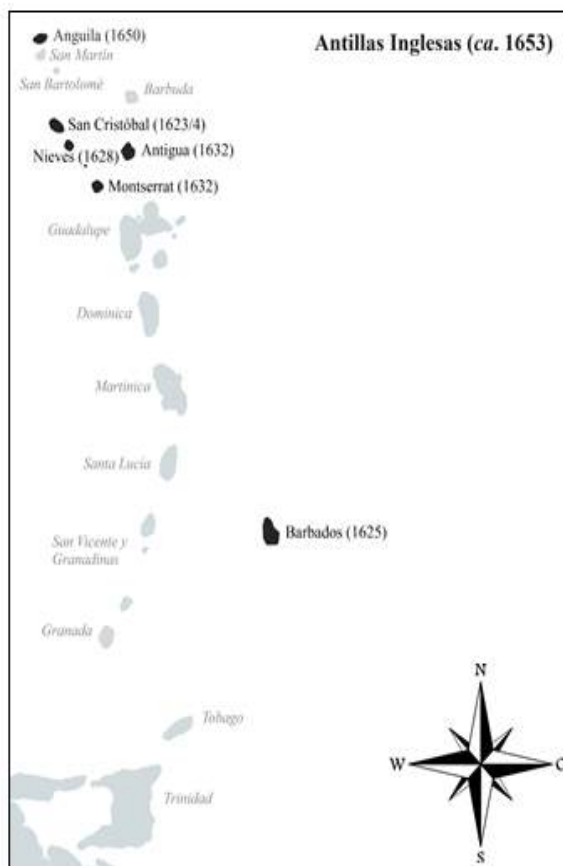 Anguila (1650)
Antillas Inglesas (ca. 1653)
San Martín
San Bartolomé
Barbuda
San Cristóbal (1623/4)
Nieves (1628)
Antigua (1632)
Montserrat (1632)
Guadalupe
Dominica
Martinica
Santa Lucía
Barbados (1625)
San Vicente y
Granadinas
Granada
N
Tobago
W
O
Trinidad
S